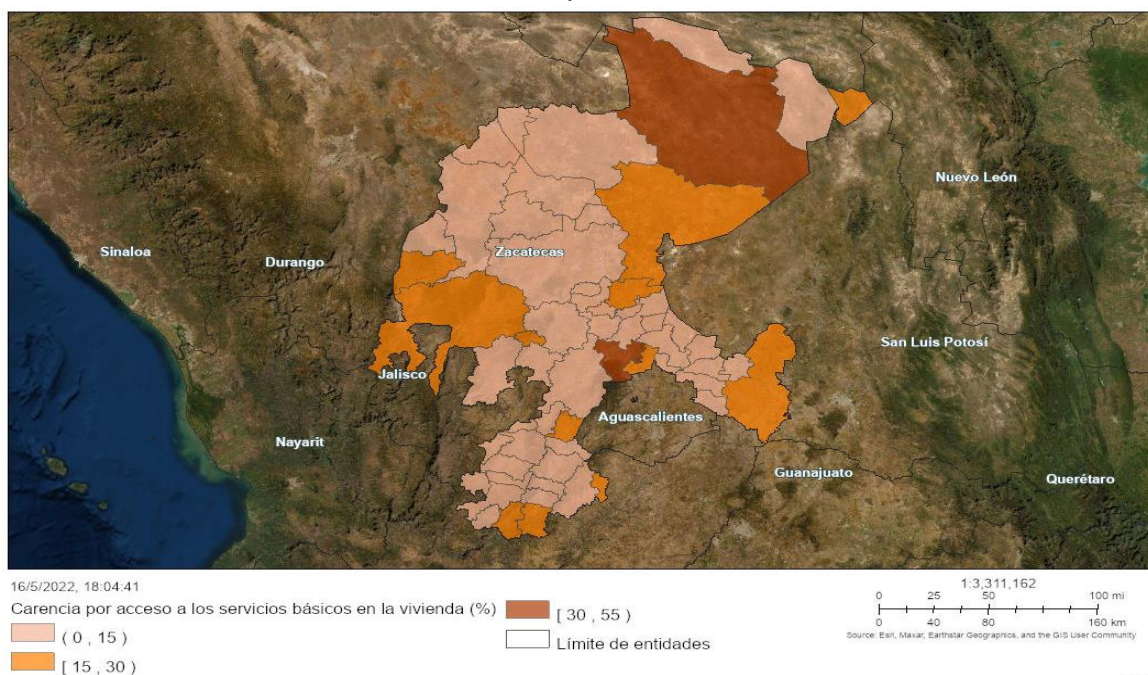 Nuevo León
Sinaloa
Zacatecas
Durango
San Luis Potosí
Jalisco
Aguascalientes
Nayarit
Guanajuato
Querétaro
16/5/2022, 18:04:41
Carencia por acceso a los servicios básicos en la vivienda (%)
( 0 , 15 )
[ 15 , 30 )
[ 30 , 55 )
Límite de entidades
1:3,311,162
0 25 50 100 mi
0 40 80 160 km
Source: Esri, Maxar, Earthstar Geographics, and the GIS User Community